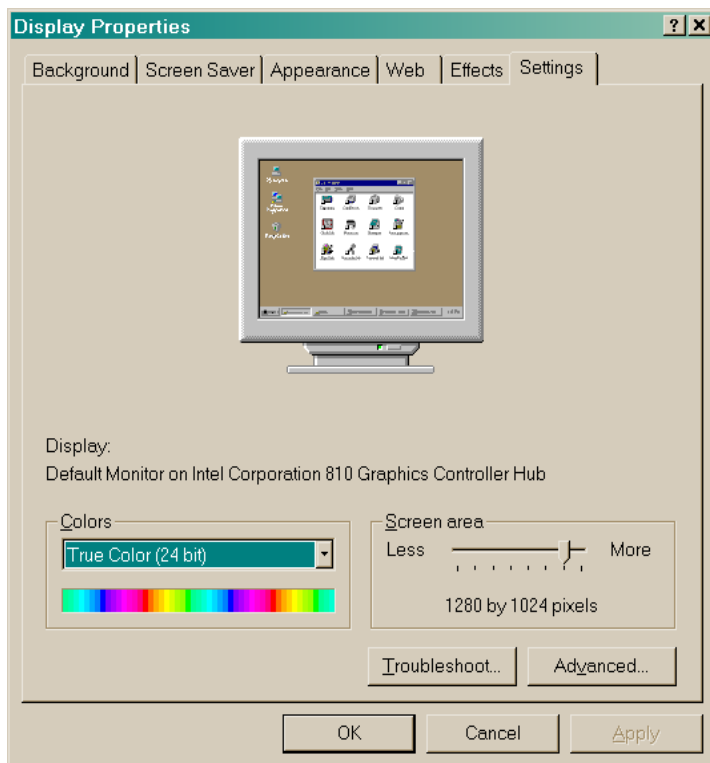 Display Properties
Background Screen Saver Appearance Web Effects Settings
Display:
Default Monitor on Intel Corporation 810 Graphics Controller Hub
Colors
True Color (24 bit)
Screen area
Less More
1280 by 1024 pixels
Troubleshoot... Advanced...
OK Cancel Apply